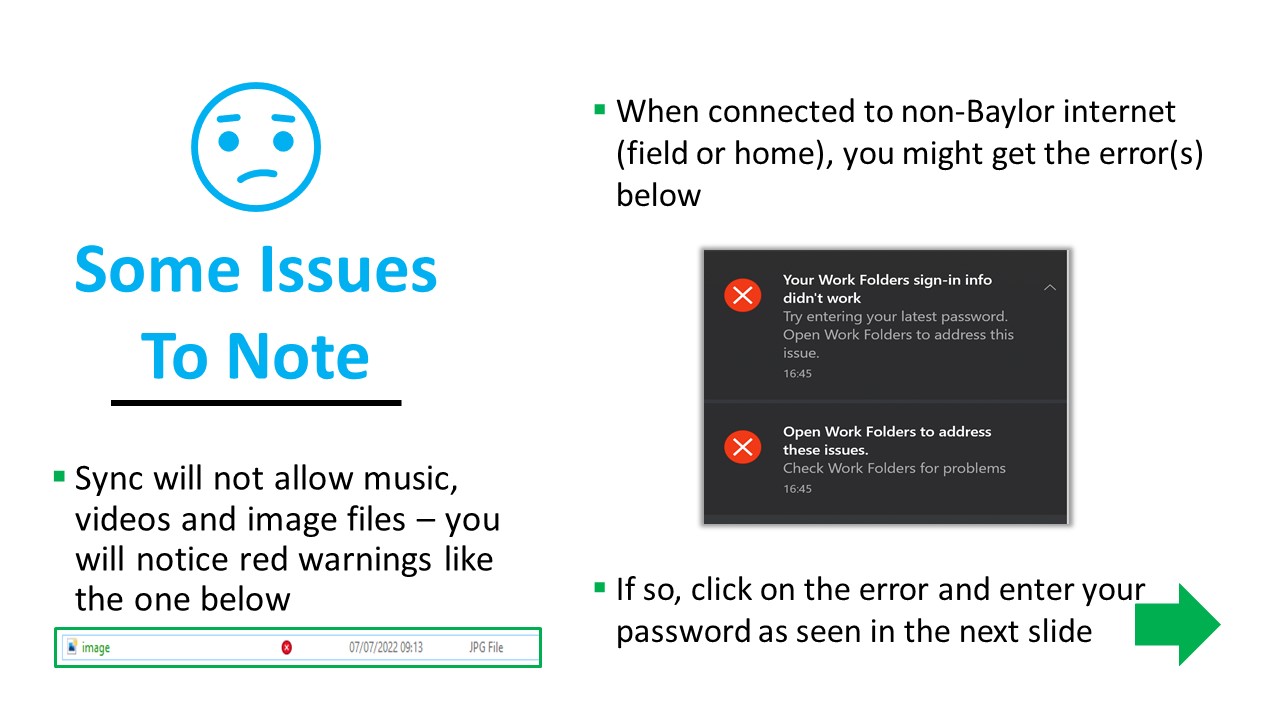 Some Issues
To Note
▪ Sync will not allow music,
videos and image files – you
will notice red warnings like
the one below
image 07/07/2022 09:13 JPG File
▪ When connected to non-Baylor internet
(field or home), you might get the error(s)
below
Your Work Folders sign-in info
didn't work
Try entering your latest password.
Open Work Folders to address this
issue.
16:45
Open Work Folders to address
these issues.
Check Work Folders for problems
16:45
▪ If so, click on the error and enter your
password as seen in the next slide